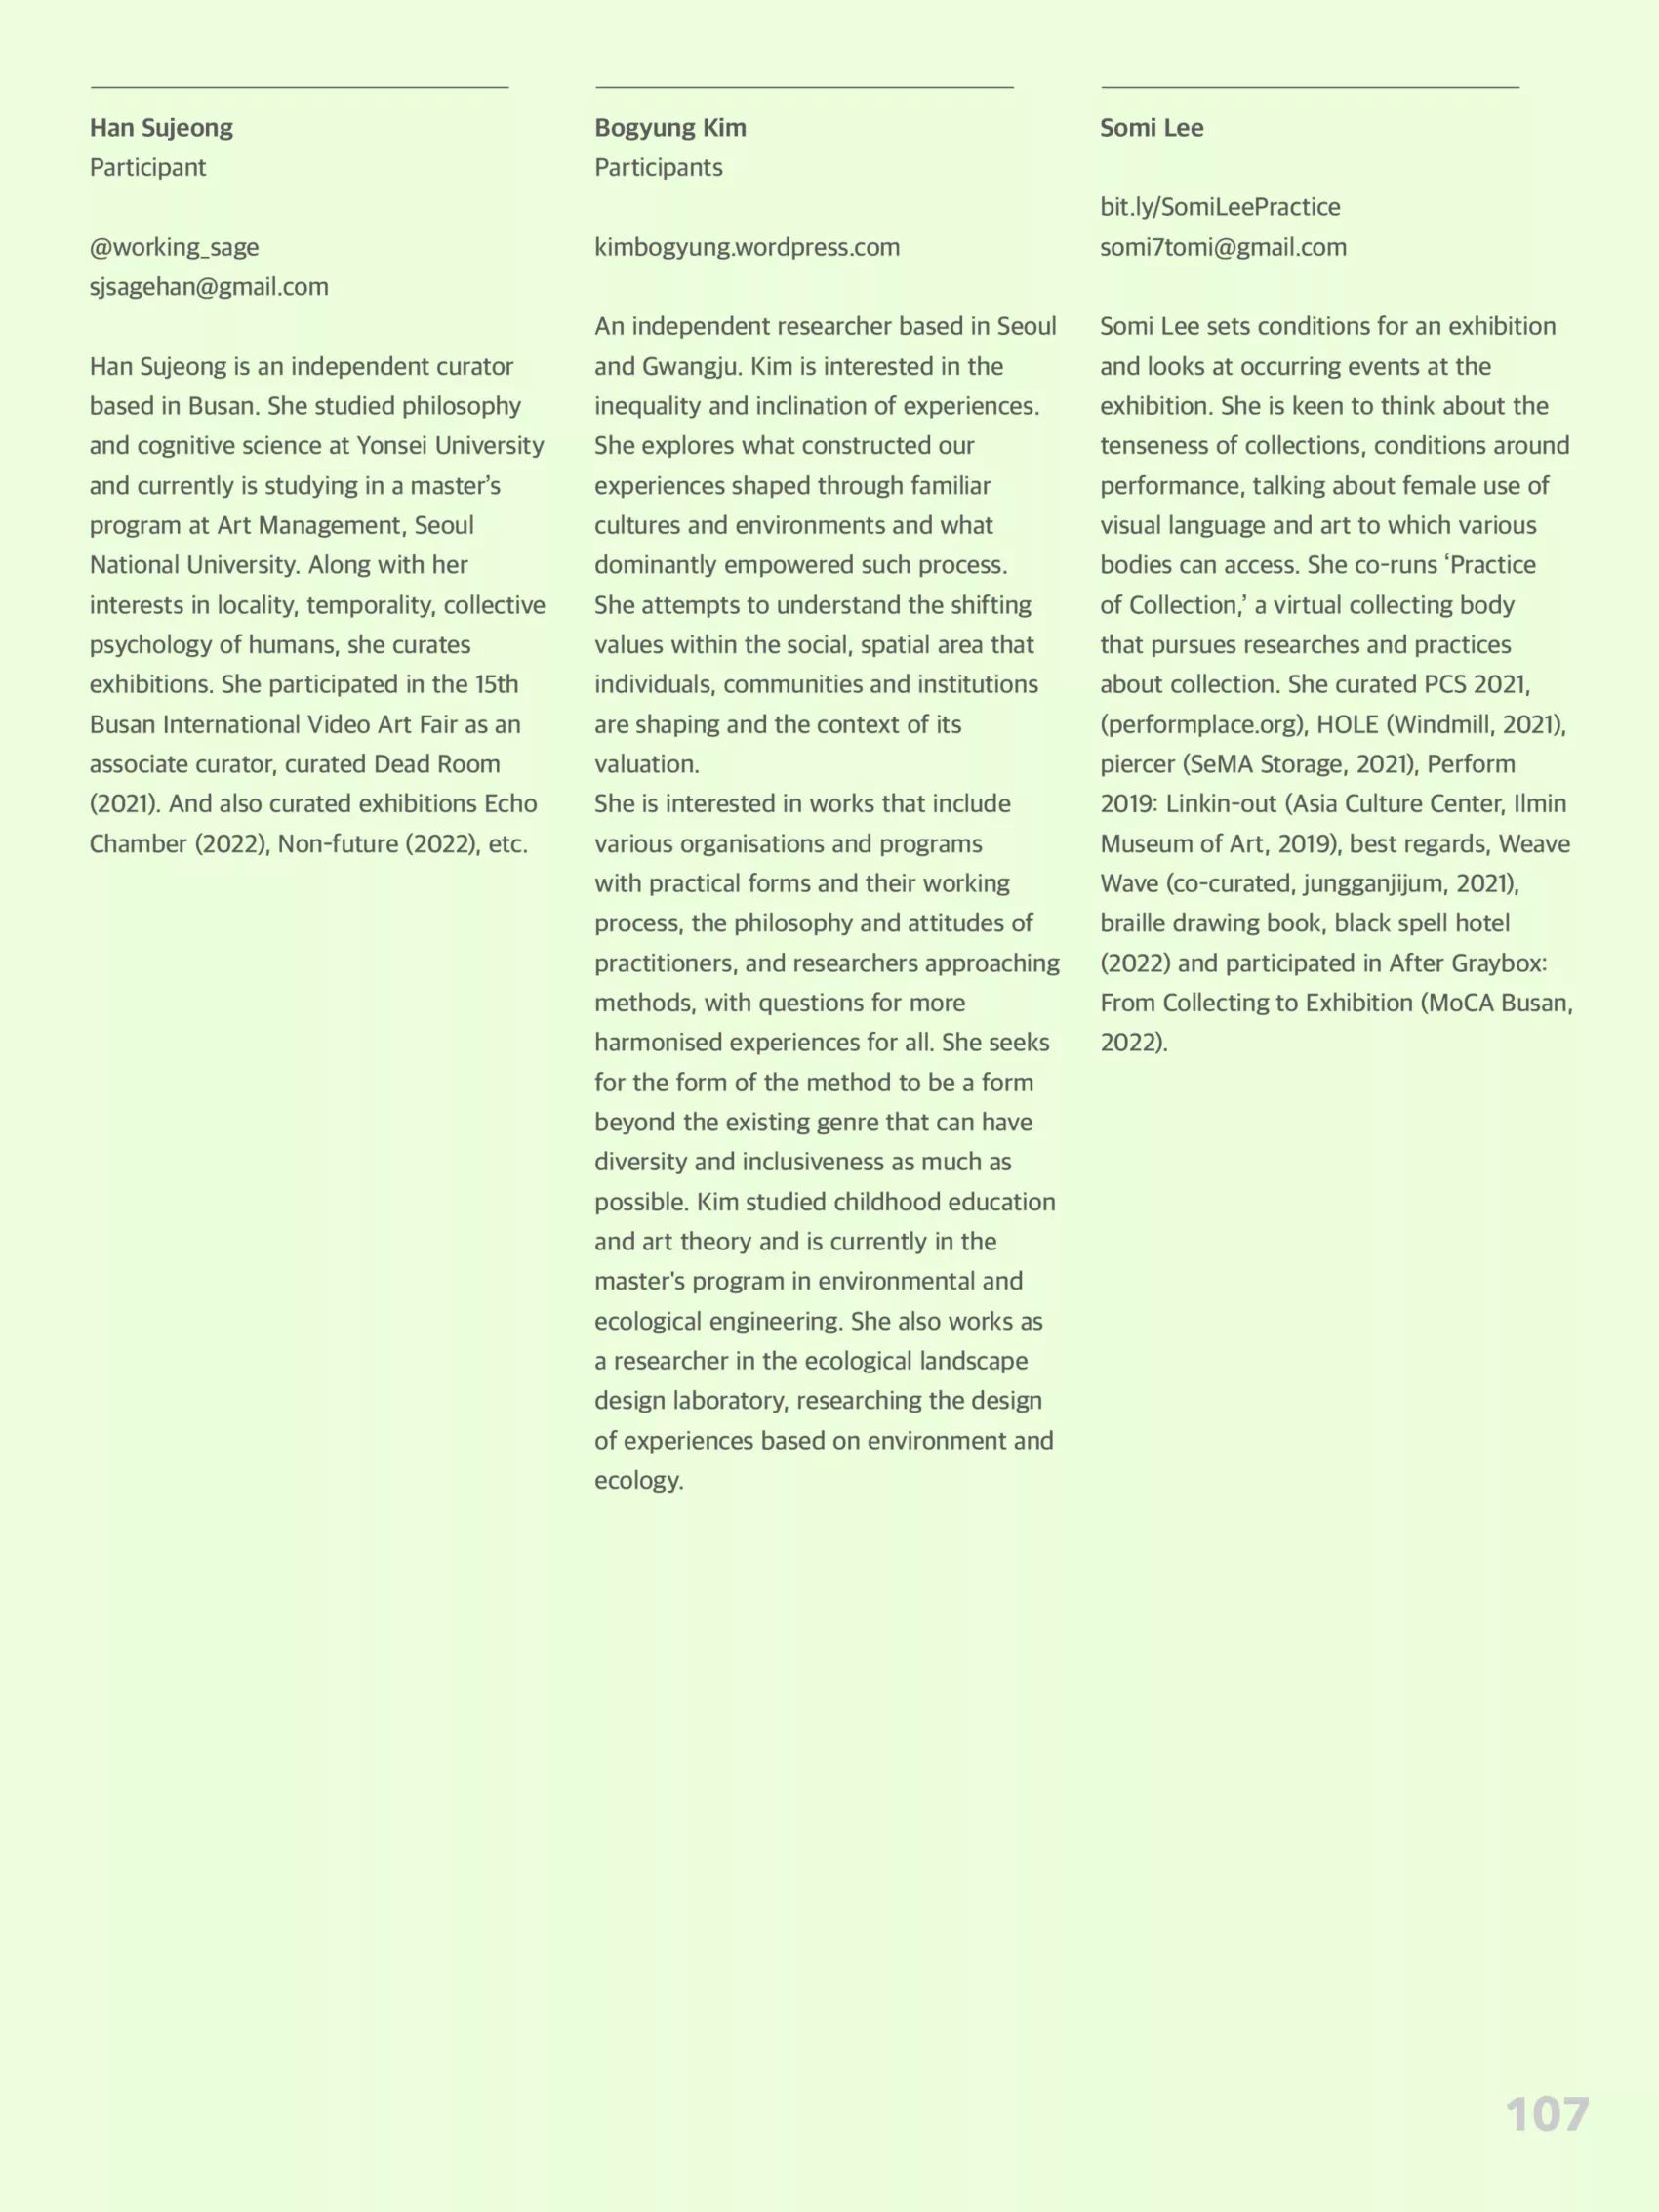 Han Sujeong
Participant
@working_sage
sjsagehan@gmail.com
Han Sujeong is an independent curator
based in Busan. She studied philosophy
and cognitive science at Yonsei University
and currently is studying in a master’s
program at Art Management, Seoul
National University. Along with her
interests in locality, temporality, collective
psychology of humans, she curates
exhibitions. She participated in the 15th
Busan International Video Art Fair as an
associate curator, curated Dead Room
(2021). And also curated exhibitions Echo
Chamber (2022), Non-future (2022), etc.
Bogyung Kim
Participants
kimbogyung.wordpress.com
An independent researcher based in Seoul
and Gwangju. Kim is interested in the
inequality and inclination of experiences.
She explores what constructed our
experiences shaped through familiar
cultures and environments and what
dominantly empowered such process.
She attempts to understand the shifting
values within the social, spatial area that
individuals, communities and institutions
are shaping and the context of its
valuation.
She is interested in works that include
various organisations and programs
with practical forms and their working
process, the philosophy and attitudes of
practitioners, and researchers approaching
methods, with questions for more
harmonised experiences for all. She seeks
for the form of the method to be a form
beyond the existing genre that can have
diversity and inclusiveness as much as
possible. Kim studied childhood education
and art theory and is currently in the
master's program in environmental and
ecological engineering. She also works as
a researcher in the ecological landscape
design laboratory, researching the design
of experiences based on environment and
ecology.
Somi Lee
bit.ly/SomiLeePractice
somi7tomi@gmail.com
Somi Lee sets conditions for an exhibition
and looks at occurring events at the
exhibition. She is keen to think about the
tenseness of collections, conditions around
performance, talking about female use of
visual language and art to which various
bodies can access. She co-runs ‘Practice
of Collection,’ a virtual collecting body
that pursues researches and practices
about collection. She curated PCS 2021,
(performplace.org), HOLE (Windmill, 2021),
piercer (SeMA Storage, 2021), Perform
2019: Linkin-out (Asia Culture Center, Ilmin
Museum of Art, 2019), best regards, Weave
Wave (co-curated, jungganjijum, 2021),
braille drawing book, black spell hotel
(2022) and participated in After Graybox:
From Collecting to Exhibition (MoCA Busan,
2022).
107